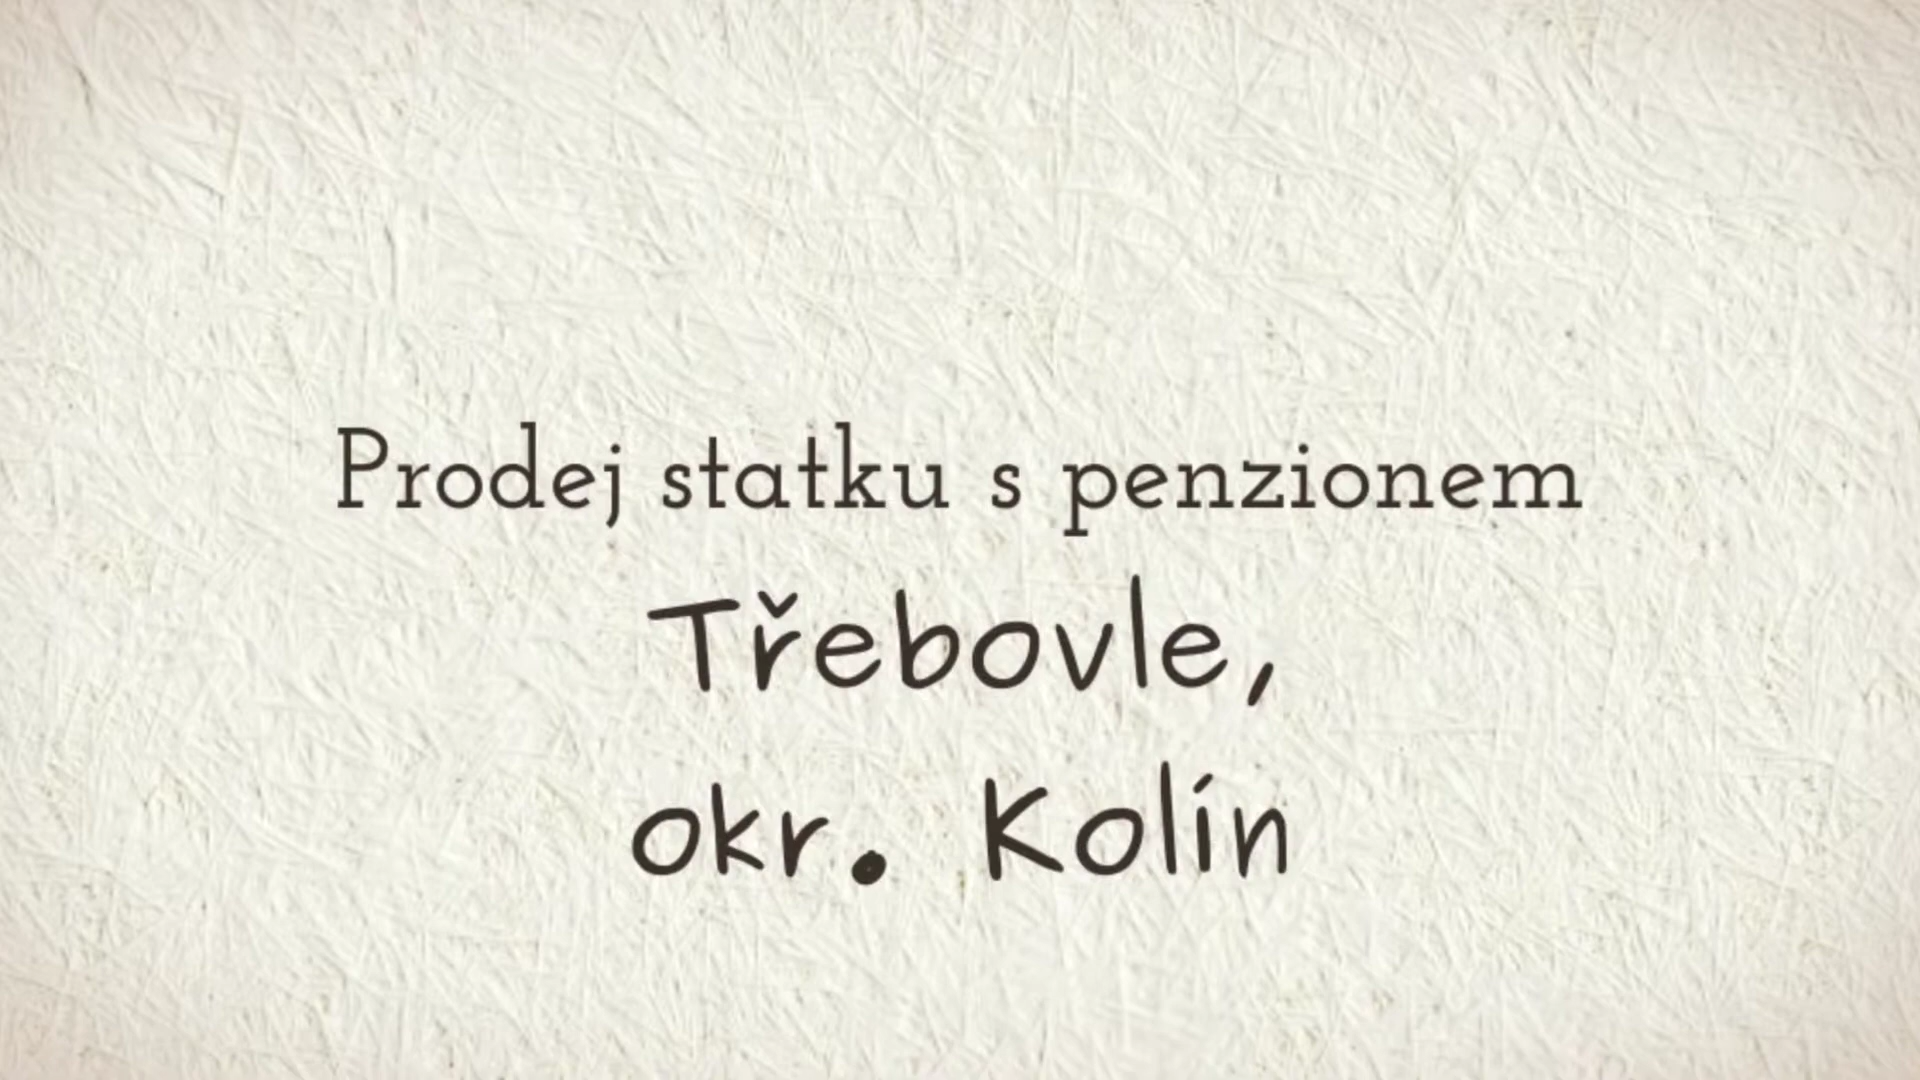 Prodej statku s penzionem
Třebovle,
okr. Kolín